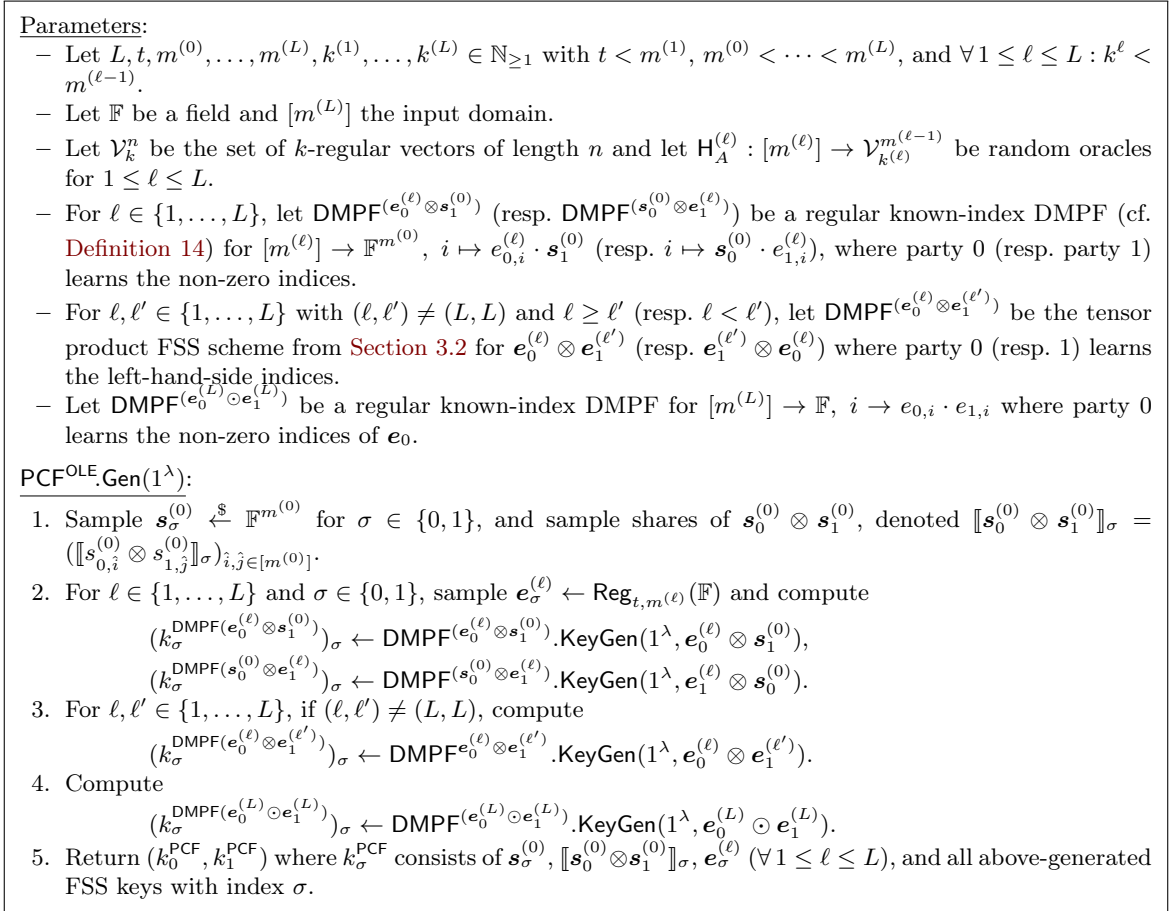 Parameters:
– Let L, t, m^{(0)}, . . . , m^{(L)}, k^{(1)}, . . . , k^{(L)} ∈ ℕ_{≥1} with t < m^{(1)}, m^{(0)} < · · · < m^{(L)}, and ∀ 1 ≤ ℓ ≤ L : k^ℓ <
m^{(ℓ−1)}.
– Let 𝔽 be a field and [m^{(L)}] the input domain.
– Let 𝒱_k^n be the set of k-regular vectors of length n and let H_A^{(ℓ)} : [m^{(ℓ)}] → 𝒱_{k^{(ℓ)}}^{m^{(ℓ−1)}} be random oracles
for 1 ≤ ℓ ≤ L.
– For ℓ ∈ {1, . . . , L}, let DMPF^{(e_0^{(ℓ)} ⊗ s_1^{(0)})} (resp. DMPF^{(s_0^{(0)} ⊗ e_1^{(ℓ)})}) be a regular known-index DMPF (cf.
Definition 14) for [m^{(ℓ)}] → 𝔽^{m^{(0)}}, i ↦ e_{0,i}^{(ℓ)} · s_1^{(0)} (resp. i ↦ s_0^{(0)} · e_{1,i}^{(ℓ)}), where party 0 (resp. party 1)
learns the non-zero indices.
– For ℓ, ℓ′ ∈ {1, . . . , L} with (ℓ, ℓ′) ≠ (L, L) and ℓ ≥ ℓ′ (resp. ℓ < ℓ′), let DMPF^{(e_0^{(ℓ)} ⊗ e_1^{(ℓ′)})} be the tensor
product FSS scheme from Section 3.2 for e_0^{(ℓ)} ⊗ e_1^{(ℓ′)} (resp. e_1^{(ℓ′)} ⊗ e_0^{(ℓ)}) where party 0 (resp. 1) learns
the left-hand-side indices.
– Let DMPF^{(e_0^{(L)} ⊙ e_1^{(L)})} be a regular known-index DMPF for [m^{(L)}] → 𝔽, i → e_{0,i} · e_{1,i} where party 0
learns the non-zero indices of e_0.
PCF^{OLE}.Gen(1^λ):
1. Sample s_σ^{(0)} ←$ 𝔽^{m^{(0)}} for σ ∈ {0, 1}, and sample shares of s_0^{(0)} ⊗ s_1^{(0)}, denoted ⟦s_0^{(0)} ⊗ s_1^{(0)}⟧_σ =
(⟦s_{0,î}^{(0)} ⊗ s_{1,ĵ}^{(0)}⟧_σ)_{î,ĵ∈[m^{(0)}]}.
2. For ℓ ∈ {1, . . . , L} and σ ∈ {0, 1}, sample e_σ^{(ℓ)} ← Reg_{t,m^{(ℓ)}}(𝔽) and compute
(k_σ^{DMPF(e_0^{(ℓ)} ⊗ s_1^{(0)})})_σ ← DMPF^{(e_0^{(ℓ)} ⊗ s_1^{(0)})}.KeyGen(1^λ, e_0^{(ℓ)} ⊗ s_1^{(0)}),
(k_σ^{DMPF(s_0^{(0)} ⊗ e_1^{(ℓ)})})_σ ← DMPF^{(s_0^{(0)} ⊗ e_1^{(ℓ)})}.KeyGen(1^λ, e_1^{(ℓ)} ⊗ s_0^{(0)}).
3. For ℓ, ℓ′ ∈ {1, . . . , L}, if (ℓ, ℓ′) ≠ (L, L), compute
(k_σ^{DMPF(e_0^{(ℓ)} ⊗ e_1^{(ℓ′)})})_σ ← DMPF^{e_0^{(ℓ)} ⊗ e_1^{(ℓ′)}}.KeyGen(1^λ, e_0^{(ℓ)} ⊗ e_1^{(ℓ′)}).
4. Compute
(k_σ^{DMPF(e_0^{(L)} ⊙ e_1^{(L)})})_σ ← DMPF^{(e_0^{(L)} ⊙ e_1^{(L)})}.KeyGen(1^λ, e_0^{(L)} ⊙ e_1^{(L)}).
5. Return (k_0^{PCF}, k_1^{PCF}) where k_σ^{PCF} consists of s_σ^{(0)}, ⟦s_0^{(0)} ⊗ s_1^{(0)}⟧_σ, e_σ^{(ℓ)} (∀ 1 ≤ ℓ ≤ L), and all above-generated
FSS keys with index σ.